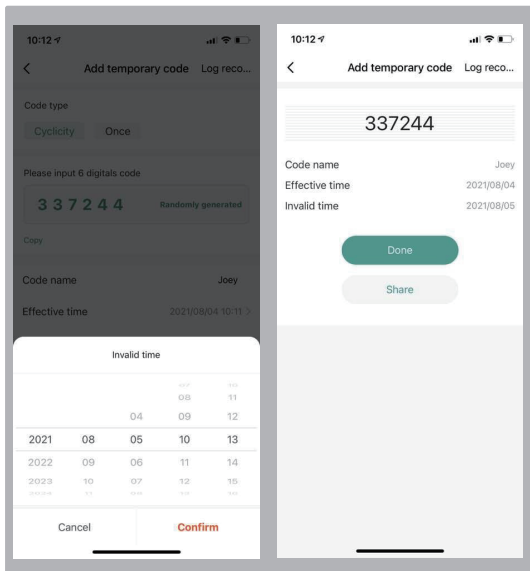 10:12
Add temporary code Log reco...
Code type
Cyclicity Once
Please input 6 digitals code
337244 Randomly generated
Copy
Code name Joey
Effective time 2021/08/04 10:11 >
Invalid time
07 10
08 11
04 09 12
2021 08 05 10 13
2022 09 06 11 14
2023 10 07 12 15
Cancel Confirm
10:12
Add temporary code Log reco...
337244
Code name Joey
Effective time 2021/08/04
Invalid time 2021/08/05
Done
Share